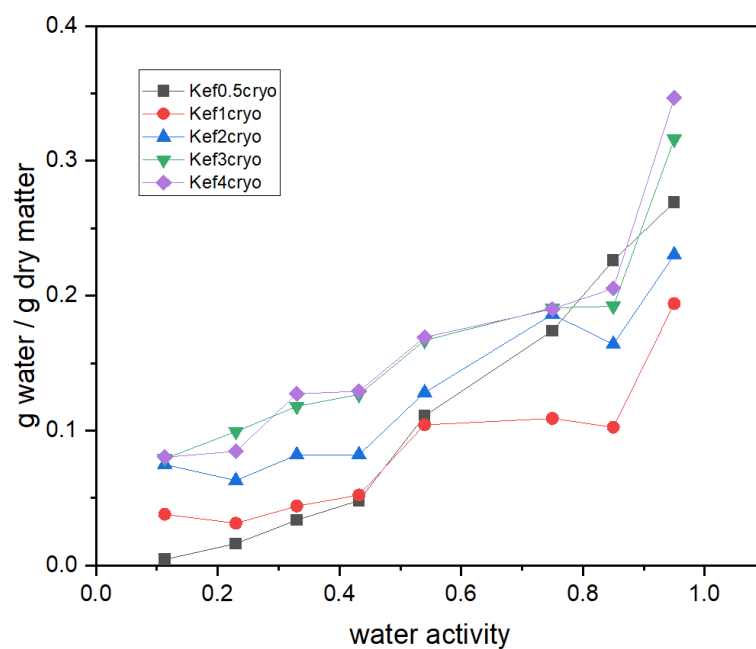 0.4
0.3
0.2
0.1
0.0
g water / g dry matter
Kef0.5cryo
Kef1cryo
Kef2cryo
Kef3cryo
Kef4cryo
0.0 0.2 0.4 0.6 0.8 1.0
water activity